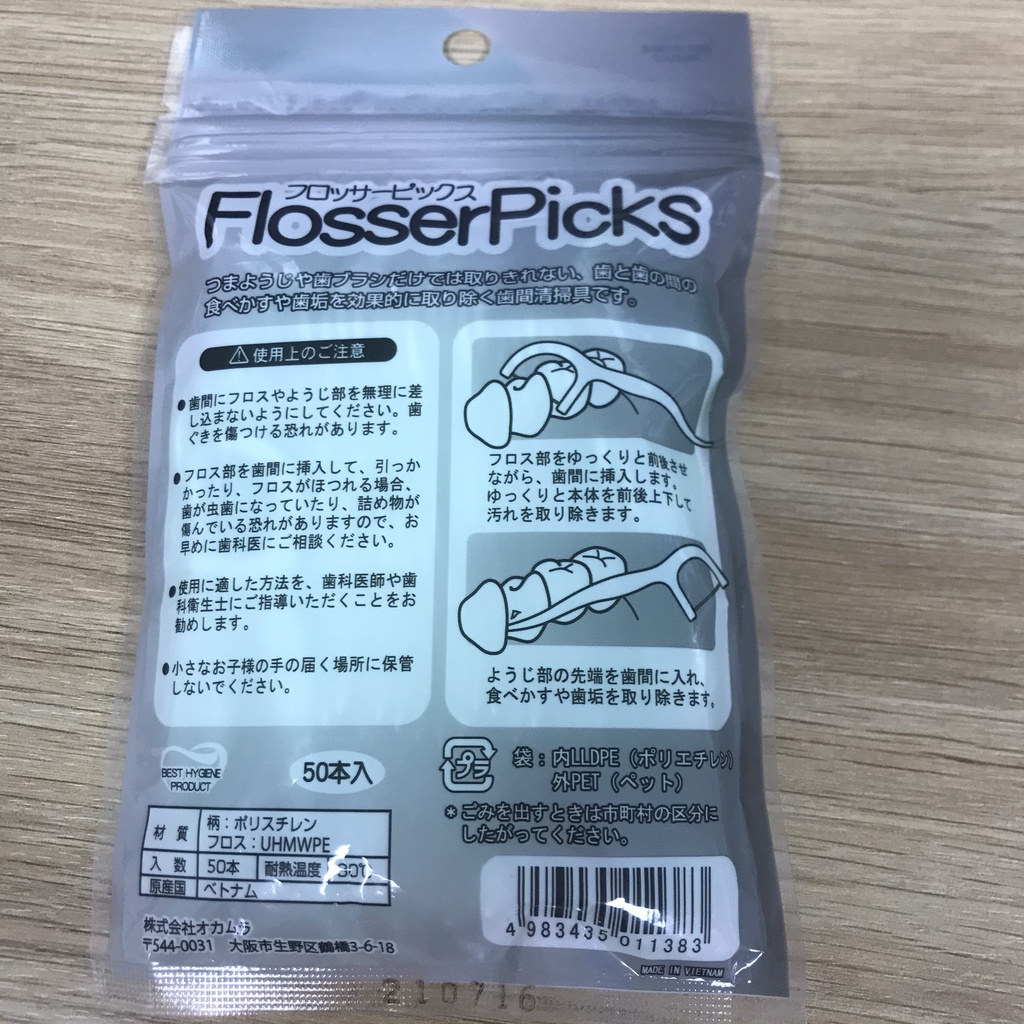 フロッサーピックス
FlosserPicks
つまようじや歯ブラシだけでは取りきれない、歯と歯の間の
食べかすや歯垢を効果的に取り除く歯間清掃具です。
⚠使用上のご注意
●歯間にフロスやようじ部を無理に差
し込まないようにしてください。歯
ぐきを傷つける恐れがあります。
●フロス部を歯間に挿入して、引っか
かったり、フロスがほつれる場合、
歯が虫歯になっていたり、詰め物が
傷んでいる恐れがありますので、お
早めに歯科医にご相談ください。
●使用に適した方法を、歯科医師や歯
科衛生士にご指導いただくことをお
勧めします。
●小さなお子様の手の届く場所に保管
しないでください。
フロス部をゆっくりと前後させ
ながら、歯間に挿入します。
ゆっくりと本体を前後上下して
汚れを取り除きます。
ようじ部の先端を歯間に入れ、
食べかすや歯垢を取り除きます。
BEST HYGIENE
PRODUCT
50本入
プラ
袋：内LLDPE（ポリエチレン）
外PET（ペット）
＊ごみを出すときは市町村の区分に
したがってください。
材質 柄：ポリスチレン
フロス：UHMWPE
入数 50本 耐熱温度
原産国 ベトナム
株式会社オカムラ
〒544-0031 大阪市生野区鶴橋3-6-18
4 983435 011383
MADE IN VIETNAM
210716